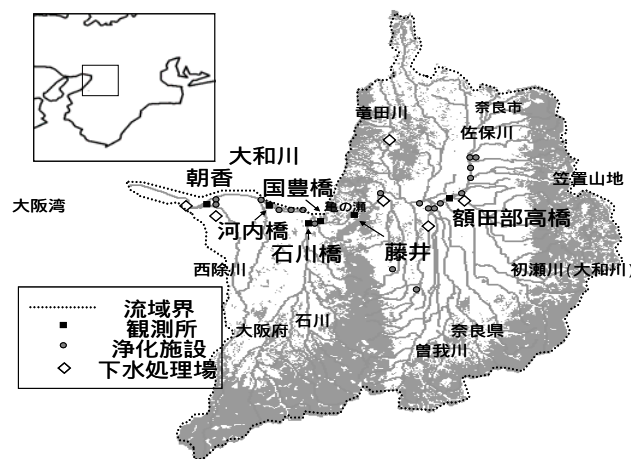 奈良市
竜田川
佐保川
大和川
笠置山地
朝香
国豊橋
亀の瀬
大阪湾
額田部高橋
河内橋
石川橋
藤井
西除川
初瀬川(大和川)
流域界
観測所
浄化施設
下水処理場
石川
大阪府
奈良県
曽我川